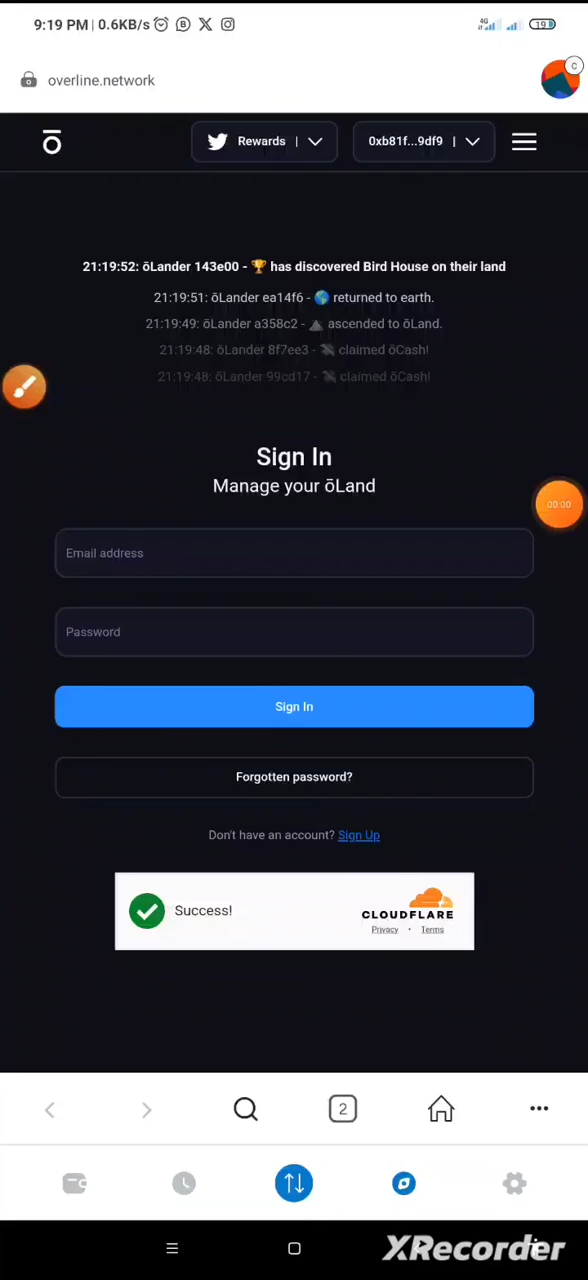 9:19 PM | 0.6KB/s
4G
19
overline.network
C
ō
Rewards |
0xb81f...9df9 |
21:19:52: ōLander 143e00 - 🏆 has discovered Bird House on their land
21:19:51: ōLander ea14f6 - 🌎 returned to earth.
21:19:49: ōLander a358c2 - ascended to ōLand.
21:19:48: ōLander 8f7ee3 - claimed ōCash!
21:19:48: ōLander 99cd17 - claimed ōCash!
Sign In
Manage your ōLand
00:00
Email address
Password
Sign In
Forgotten password?
Don't have an account? Sign Up
Success!
CLOUDFLARE
Privacy • Terms
2
XRecorder